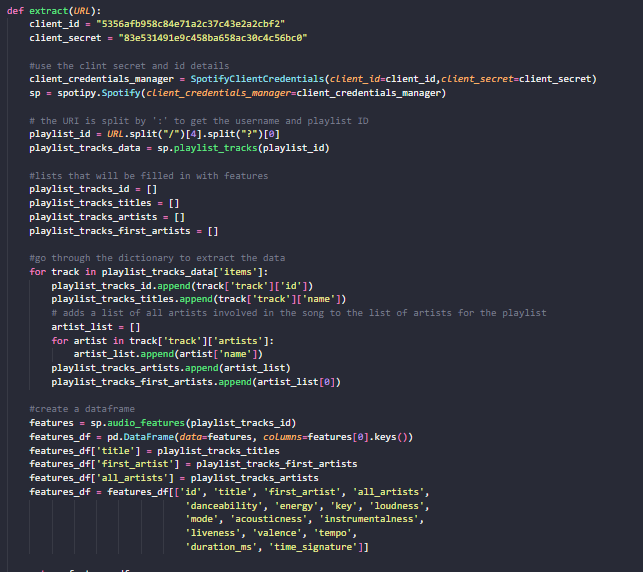 def extract(URL):
client_id = "5356afb958c84e71a2c37c43e2a2cbf2"
client_secret = "83e531491e9c458ba658ac30c4c56bc0"
#use the clint secret and id details
client_credentials_manager = SpotifyClientCredentials(client_id=client_id,client_secret=client_secret)
sp = spotipy.Spotify(client_credentials_manager=client_credentials_manager)
# the URI is split by ':' to get the username and playlist ID
playlist_id = URL.split("/")[4].split("?")[0]
playlist_tracks_data = sp.playlist_tracks(playlist_id)
#lists that will be filled in with features
playlist_tracks_id = []
playlist_tracks_titles = []
playlist_tracks_artists = []
playlist_tracks_first_artists = []
#go through the dictionary to extract the data
for track in playlist_tracks_data['items']:
playlist_tracks_id.append(track['track']['id'])
playlist_tracks_titles.append(track['track']['name'])
# adds a list of all artists involved in the song to the list of artists for the playlist
artist_list = []
for artist in track['track']['artists']:
artist_list.append(artist['name'])
playlist_tracks_artists.append(artist_list)
playlist_tracks_first_artists.append(artist_list[0])
#create a dataframe
features = sp.audio_features(playlist_tracks_id)
features_df = pd.DataFrame(data=features, columns=features[0].keys())
features_df['title'] = playlist_tracks_titles
features_df['first_artist'] = playlist_tracks_first_artists
features_df['all_artists'] = playlist_tracks_artists
features_df = features_df[['id', 'title', 'first_artist', 'all_artists',
'danceability', 'energy', 'key', 'loudness',
'mode', 'acousticness', 'instrumentalness',
'liveness', 'valence', 'tempo',
'duration_ms', 'time_signature']]